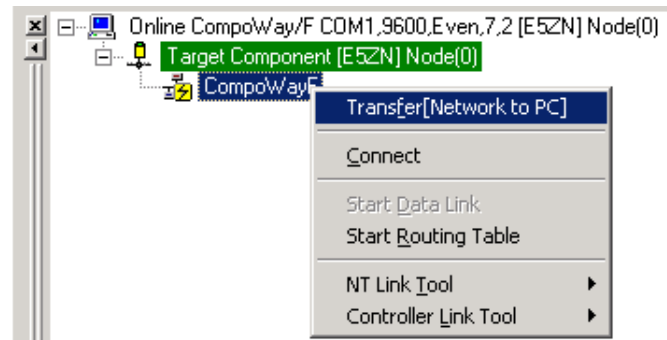 Online CompoWay/F COM1,9600,Even,7,2 [E5ZN] Node(0)
Target Component [E5ZN] Node(0)
CompoWayF
Transfer[Network to PC]
Connect
Start Data Link
Start Routing Table
NT Link Tool
Controller Link Tool